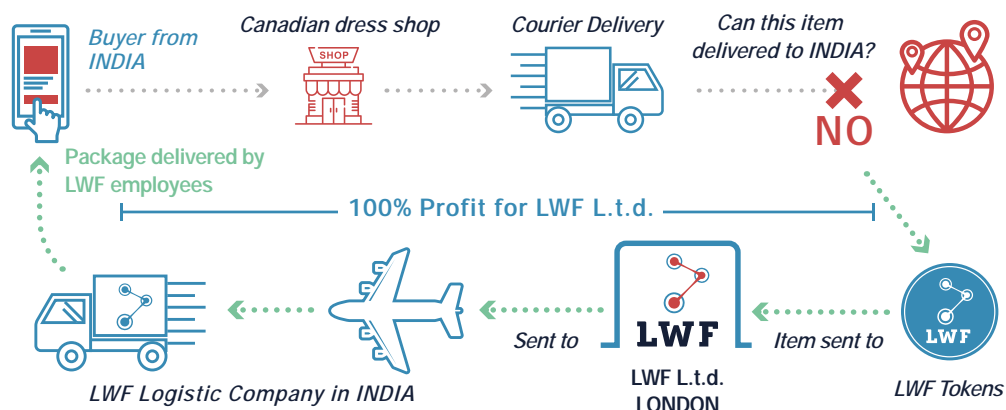 Buyer from
INDIA
Canadian dress shop
SHOP
Courier Delivery
Can this item
delivered to INDIA?
NO
Package delivered by
LWF employees
100% Profit for LWF L.t.d.
LWF
Sent to
Item sent to
LWF
LWF L.t.d.
LONDON
LWF Logistic Company in INDIA
LWF Tokens